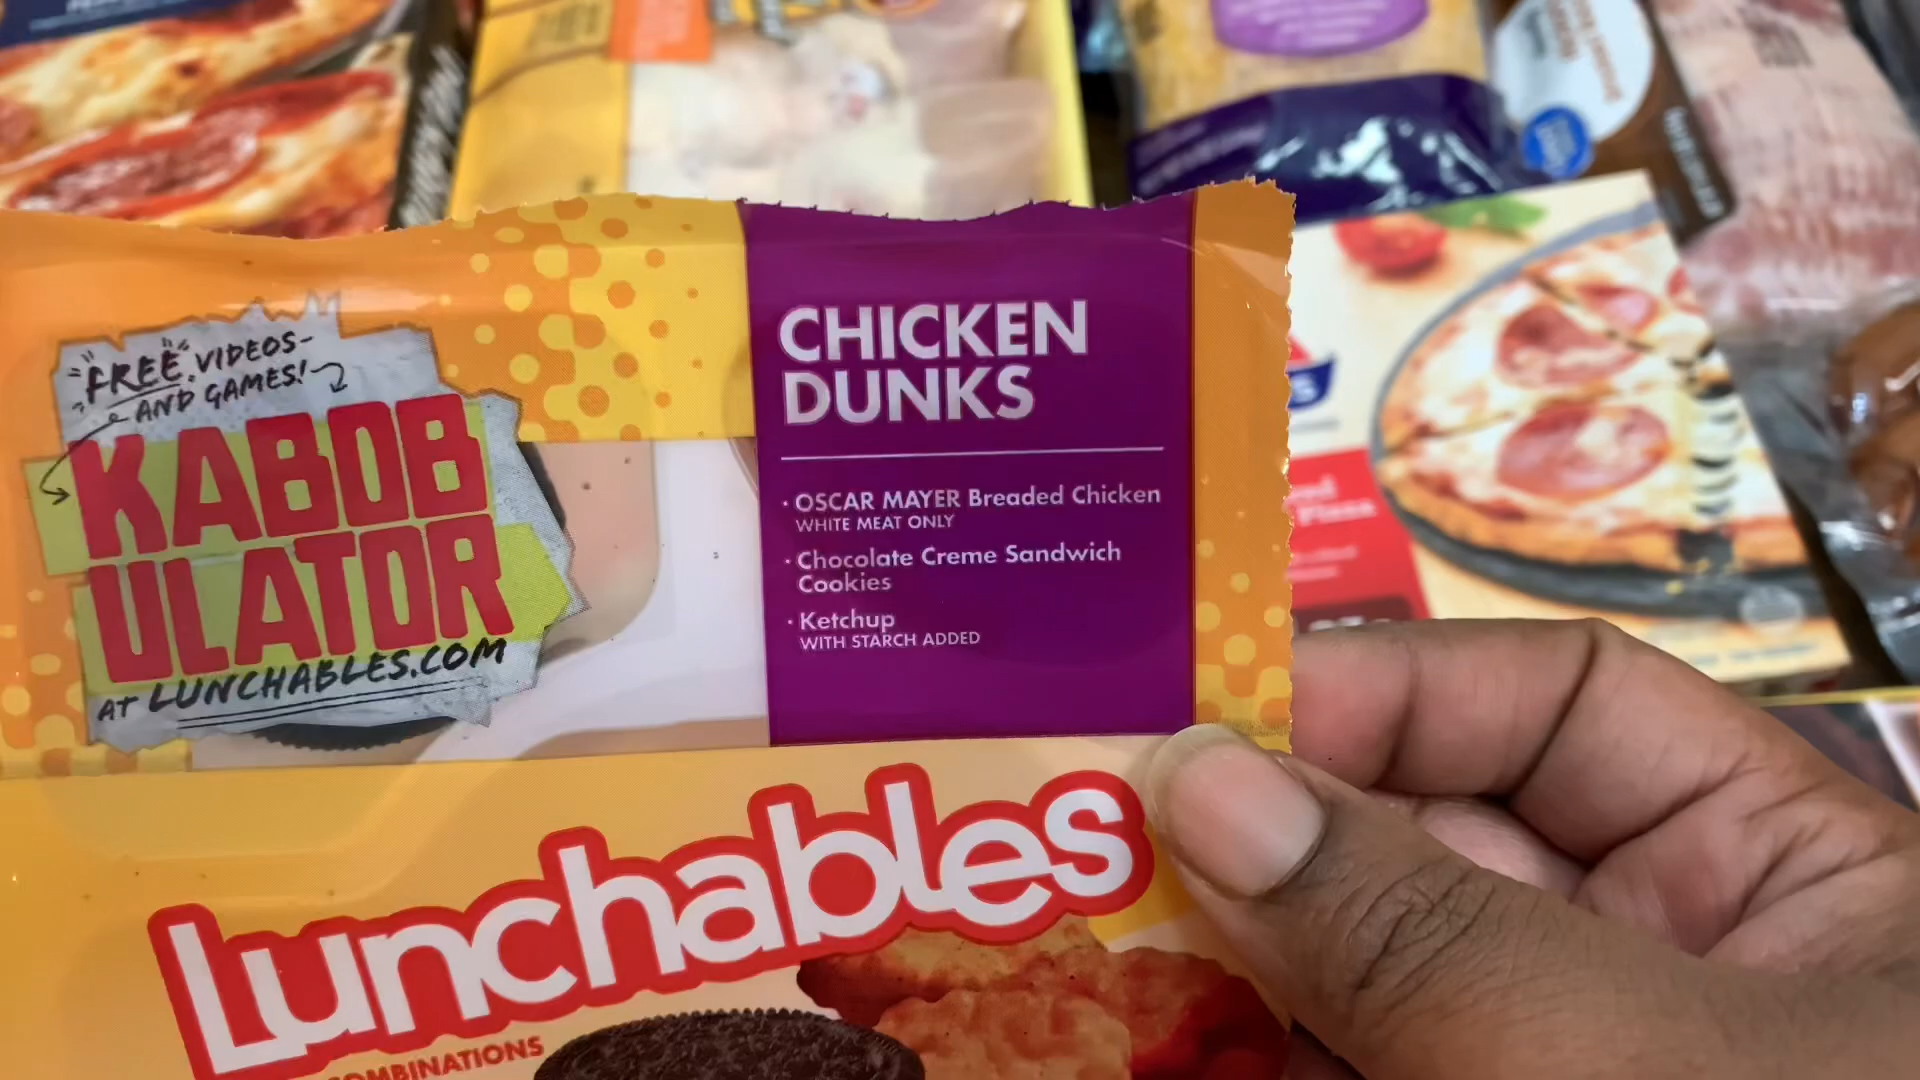 "FREE" VIDEOS-
AND GAMES!
KABOB
ULATOR
AT LUNCHABLES.COM
CHICKEN
DUNKS
· OSCAR MAYER Breaded Chicken
WHITE MEAT ONLY
· Chocolate Creme Sandwich
Cookies
· Ketchup
WITH STARCH ADDED
Lunchables
COMBINATIONS